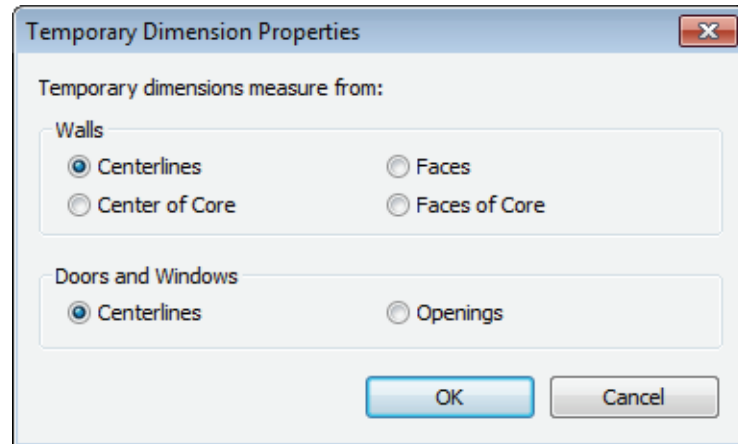 Temporary Dimension Properties
Temporary dimensions measure from:
Walls
Centerlines Faces
Center of Core Faces of Core
Doors and Windows
Centerlines Openings
OK Cancel